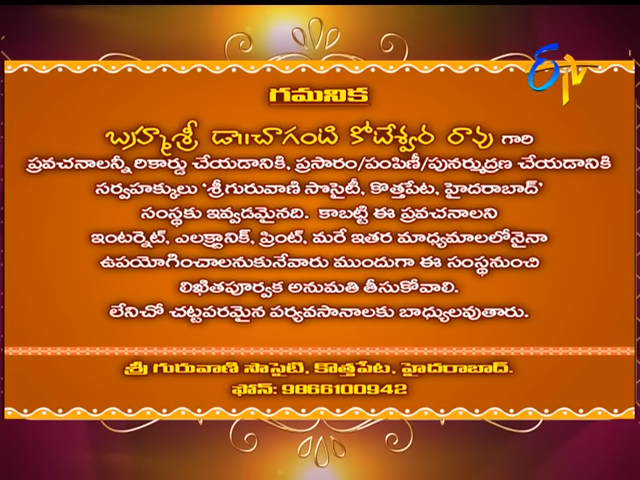 ETV
గమనిక
బ్రహ్మశ్రీ డా॥చాగంటి కోటేశ్వర రావు గారి
ప్రవచనాలన్నీ రికార్డు చేయడానికి, ప్రసారం/పంపిణీ/పునర్ముద్రణ చేయడానికి
సర్వహక్కులు ‘శ్రీ గురువాణి సొసైటీ, కొత్తపేట, హైదరాబాద్’
సంస్థకు ఇవ్వడమైనది. కాబట్టి ఈ ప్రవచనాలని
ఇంటర్నెట్, ఎలక్ట్రానిక్, ప్రింట్, మరే ఇతర మాధ్యమాలలోనైనా
ఉపయోగించాలనుకునేవారు ముందుగా ఈ సంస్థనుంచి
లిఖితపూర్వక అనుమతి తీసుకోవాలి.
లేనిచో చట్టపరమైన పర్యవసానాలకు బాధ్యులవుతారు.
శ్రీ గురువాణి సొసైటి, కొత్తపేట, హైదరాబాద్.
ఫోన్: 9866100942